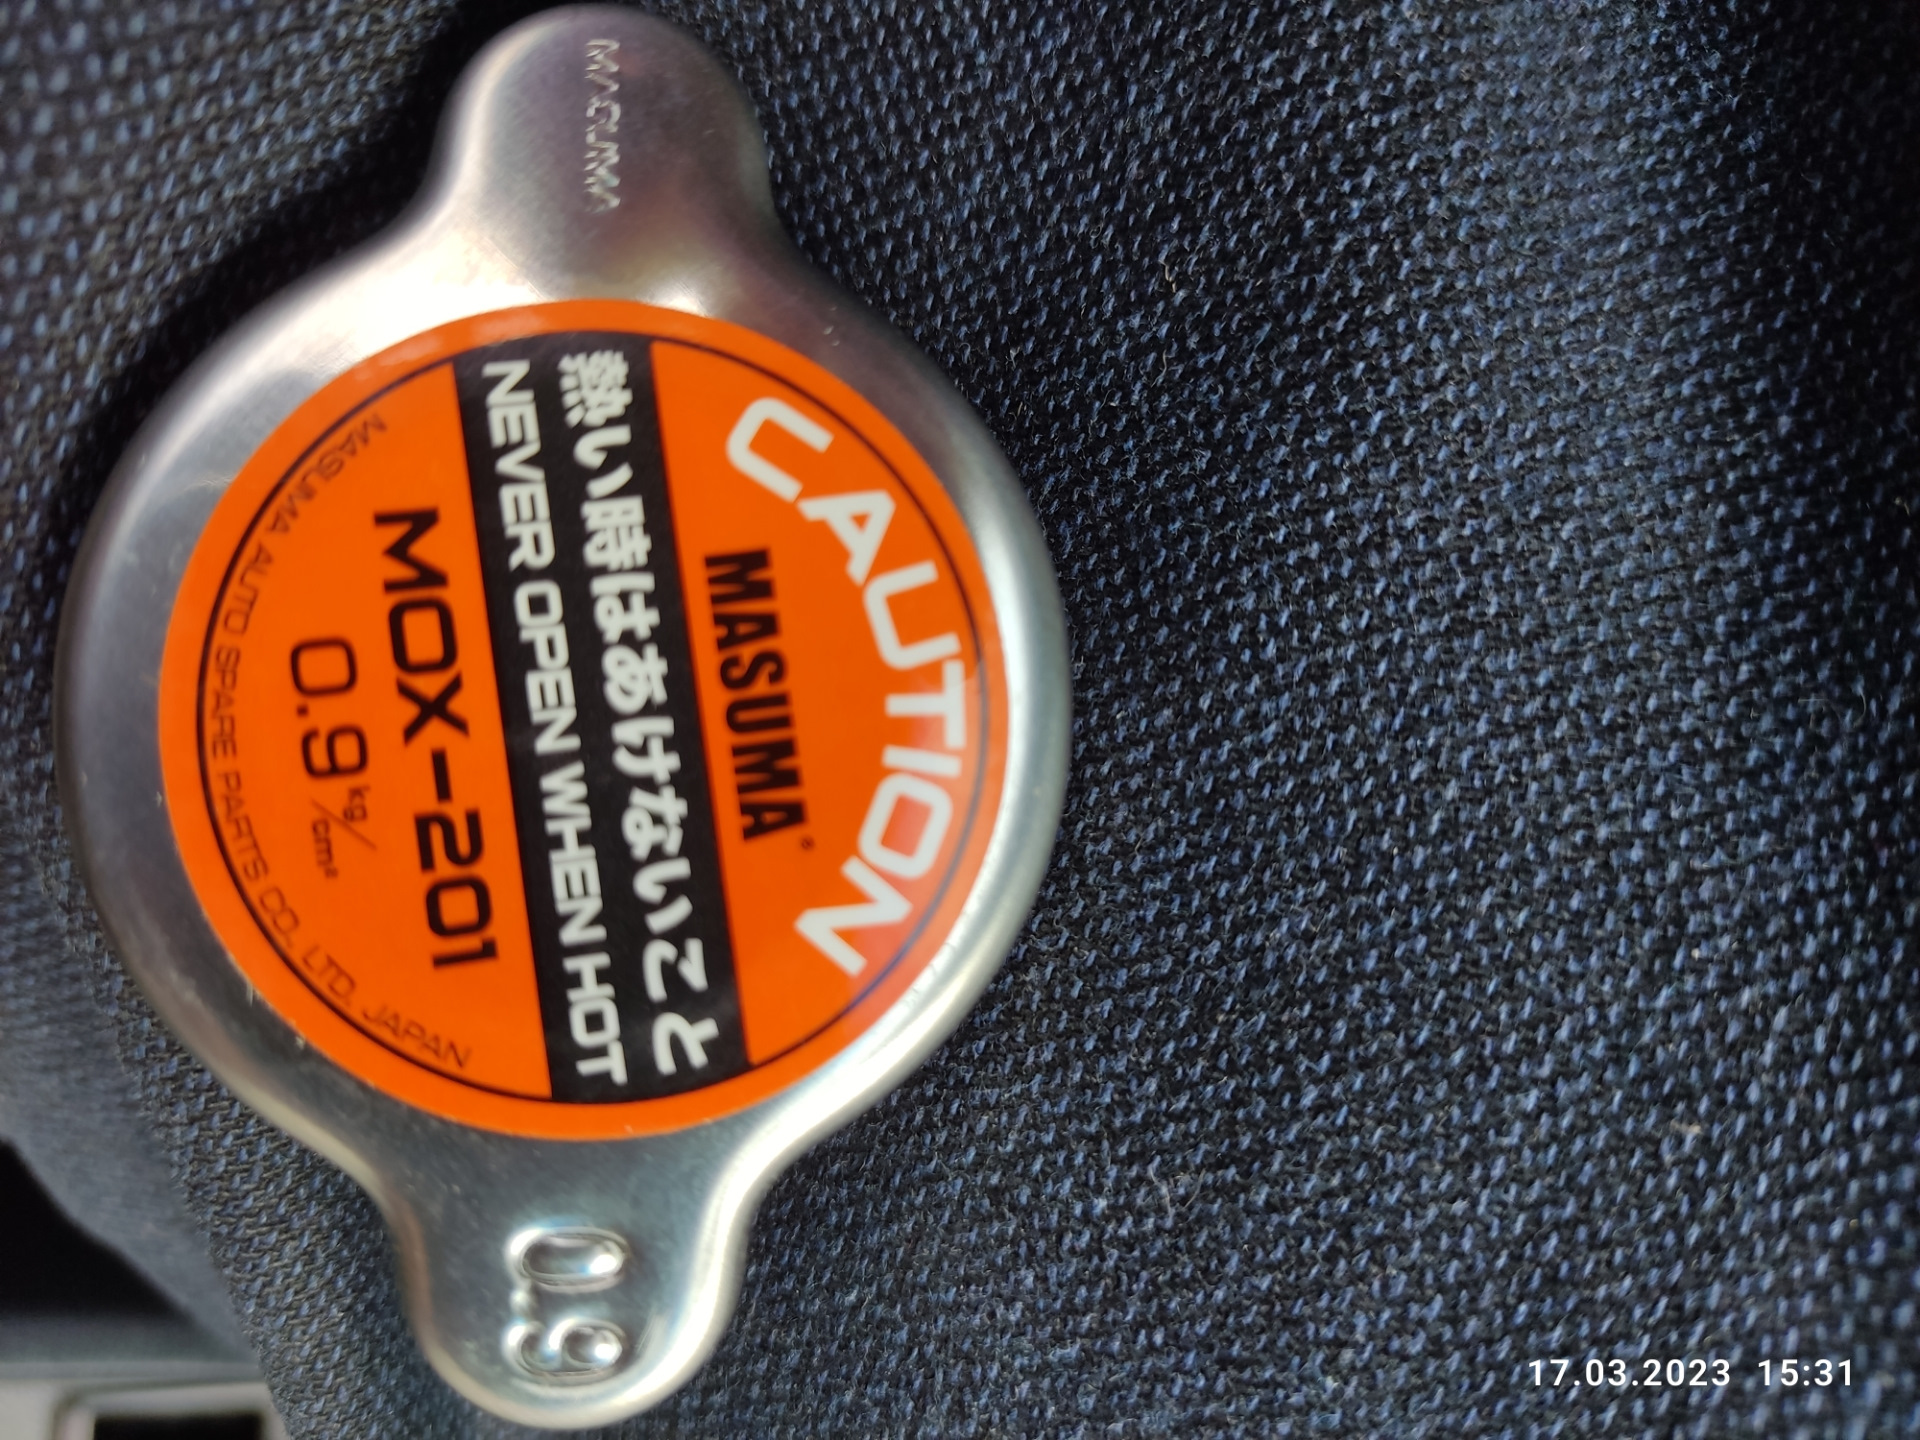 MASUMA
CAUTION
MASUMA®
熱い時はあけないこと
NEVER OPEN WHEN HOT
MOX-201
0.9 kg/cm²
MASUMA AUTO SPARE PARTS CO., LTD. JAPAN
0.9
17.03.2023 15:31